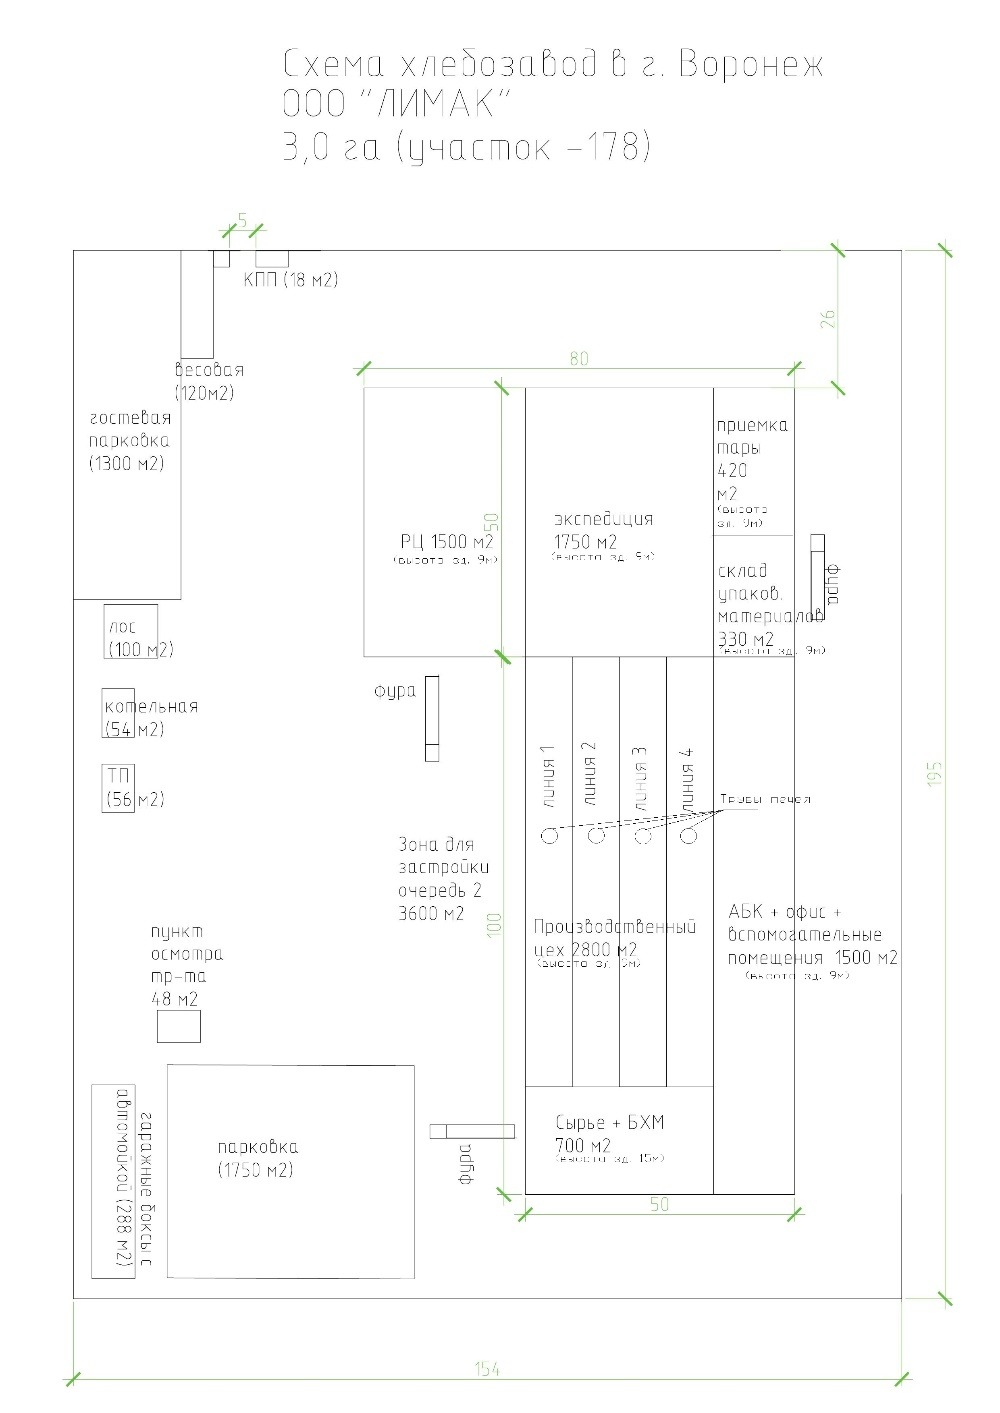 Схема хлебозавод в г. Воронеж
ООО "ЛИМАК"
3,0 га (участок -178)
5
КПП (18 м2)
26
весовая
(120м2)
80
гостевая
парковка
(1300 м2)
приемка
тары
420
м2
(высота
зд. 9м)
50
РЦ 1500 м2
(высота зд. 9м)
экспедиция
1750 м2
(высота зд. 9м)
склад
упаков.
материалов
330 м2
(высота зд. 9м)
фура
лос
(100 м2)
котельная
(54 м2)
ТП
(56 м2)
фура
линия 1
линия 2
линия 3
линия 4
Трубы печея
195
Зона для
застройки
очередь 2
3600 м2
100
Производственный
цех 2800 м2
(высота зд. 9м)
АБК + офис +
вспомогательные
помещения 1500 м2
(высота зд. 9м)
пункт
осмотра
тр-та
48 м2
гаражные боксы с
автомойкой (288 м2)
парковка
(1750 м2)
фура
Сырье + БХМ
700 м2
(высота зд. 15м)
50
154